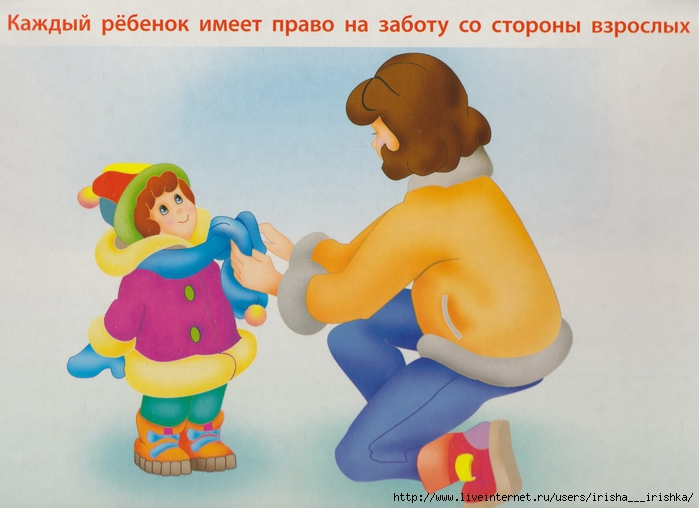 Каждый рёбенок имеет право на заботу со стороны взрослых
http://www.liveinternet.ru/users/irisha___irishka/